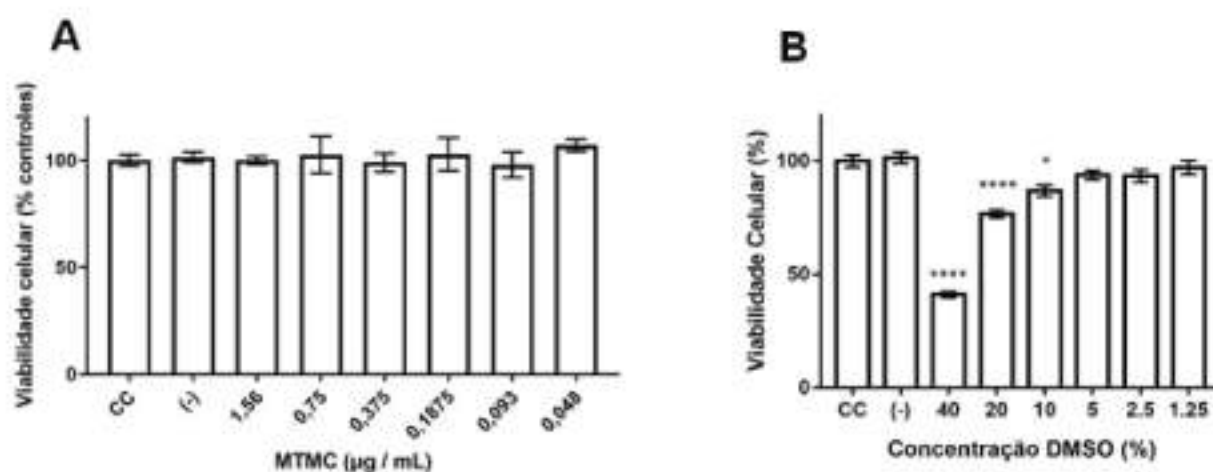 A
Viabilidade celular (% controles)
100
50
0
CC
(-)
1,56
0,75
0,375
0,1875
0,093
0,048
MTMC (µg / mL)
B
Viabilidade Celular (%)
100
50
0
****
****
*
CC
(-)
40
20
10
5
2.5
1.25
Concentração DMSO (%)